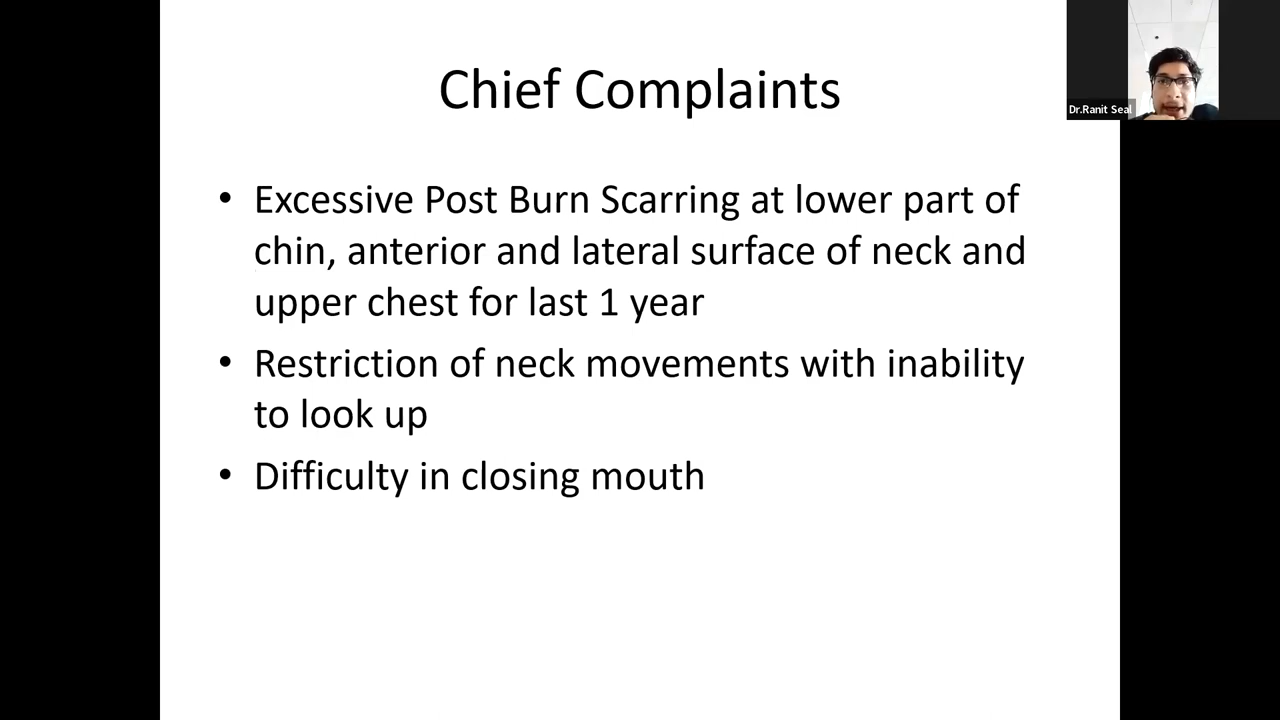 Chief Complaints
Dr.Ranit Seal
• Excessive Post Burn Scarring at lower part of
chin, anterior and lateral surface of neck and
upper chest for last 1 year
• Restriction of neck movements with inability
to look up
• Difficulty in closing mouth